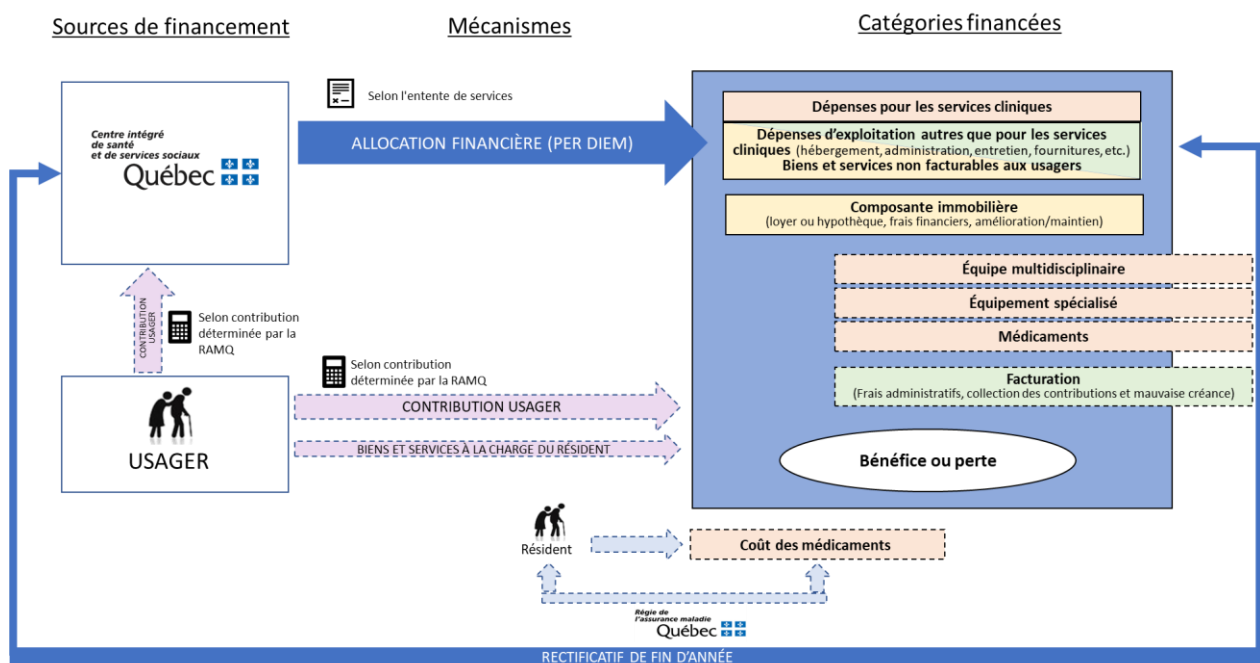 Sources de financement
Mécanismes
Catégories financées
Centre intégré
de santé
et de services sociaux
Québec
Selon l'entente de services
ALLOCATION FINANCIÈRE (PER DIEM)
Dépenses pour les services cliniques
Dépenses d'exploitation autres que pour les services
cliniques (hébergement, administration, entretien, fournitures, etc.)
Biens et services non facturables aux usagers
Composante immobilière
(loyer ou hypothèque, frais financiers, amélioration/maintien)
Équipe multidisciplinaire
Équipement spécialisé
Médicaments
Facturation
(Frais administratifs, collection des contributions et mauvaise créance)
Bénéfice ou perte
CONTRIBUTION
USAGER
Selon contribution
déterminée par la
RAMQ
USAGER
Selon contribution
déterminée par la RAMQ
CONTRIBUTION USAGER
BIENS ET SERVICES À LA CHARGE DU RÉSIDENT
Résident
Coût des médicaments
Régie de
l'assurance maladie
Québec
RECTIFICATIF DE FIN D'ANNÉE